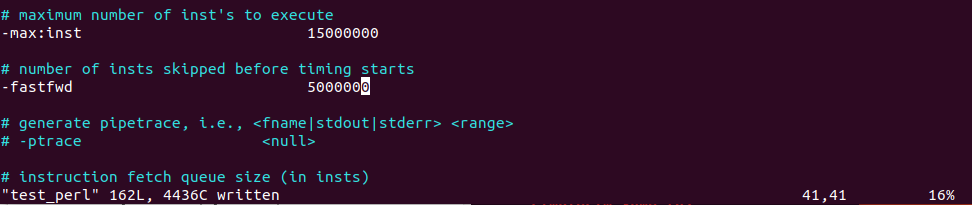 # maximum number of inst's to execute
-max:inst 15000000
# number of insts skipped before timing starts
-fastfwd 5000000
# generate pipetrace, i.e., <fname|stdout|stderr> <range>
# -ptrace <null>
# instruction fetch queue size (in insts)
"test_perl" 162L, 4436C written 41,41 16%